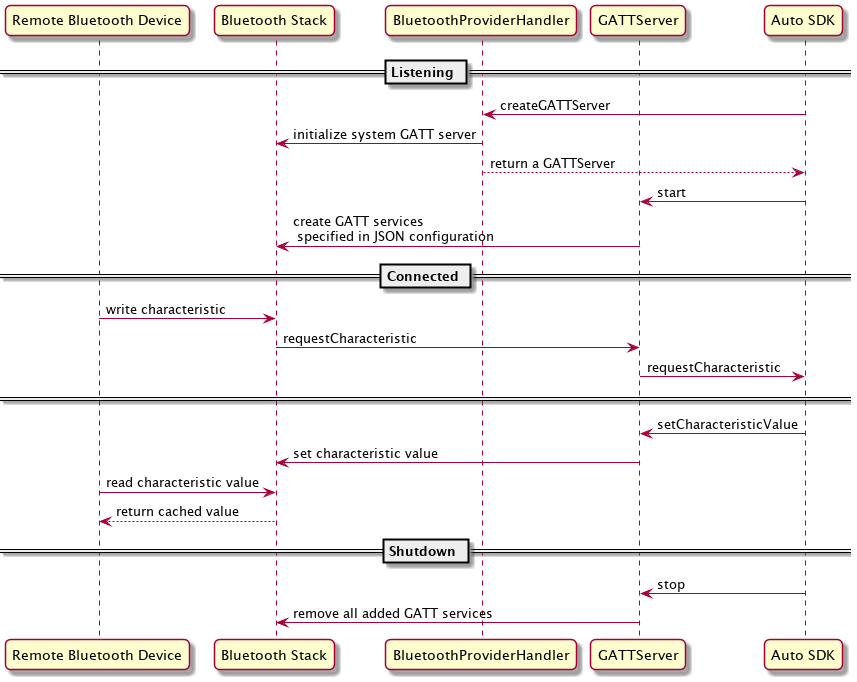 Remote Bluetooth Device
Bluetooth Stack
BluetoothProviderHandler
GATTServer
Auto SDK
Listening
createGATTServer
initialize system GATT server
return a GATTServer
start
create GATT services
specified in JSON configuration
Connected
write characteristic
requestCharacteristic
requestCharacteristic
setCharacteristicValue
set characteristic value
read characteristic value
return cached value
Shutdown
stop
remove all added GATT services
Remote Bluetooth Device
Bluetooth Stack
BluetoothProviderHandler
GATTServer
Auto SDK